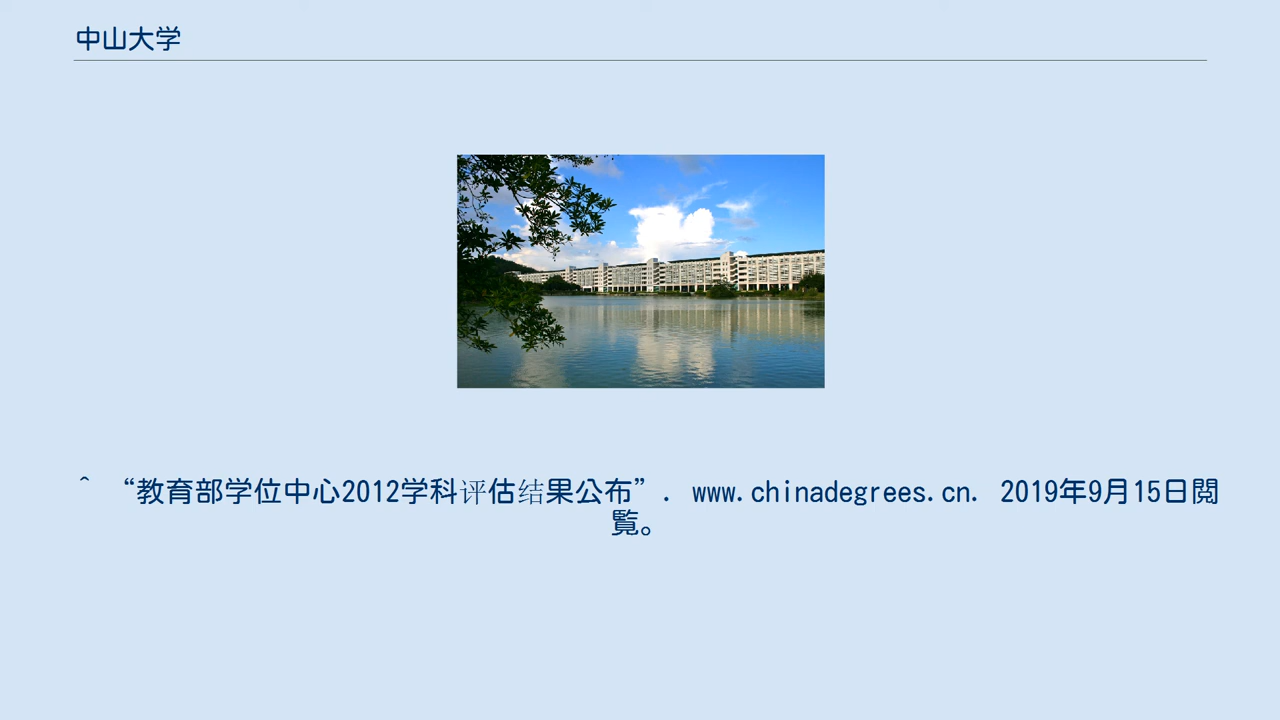 中山大学
^ “教育部学位中心2012学科评估结果公布”. www.chinadegrees.cn. 2019年9月15日閲
覧。